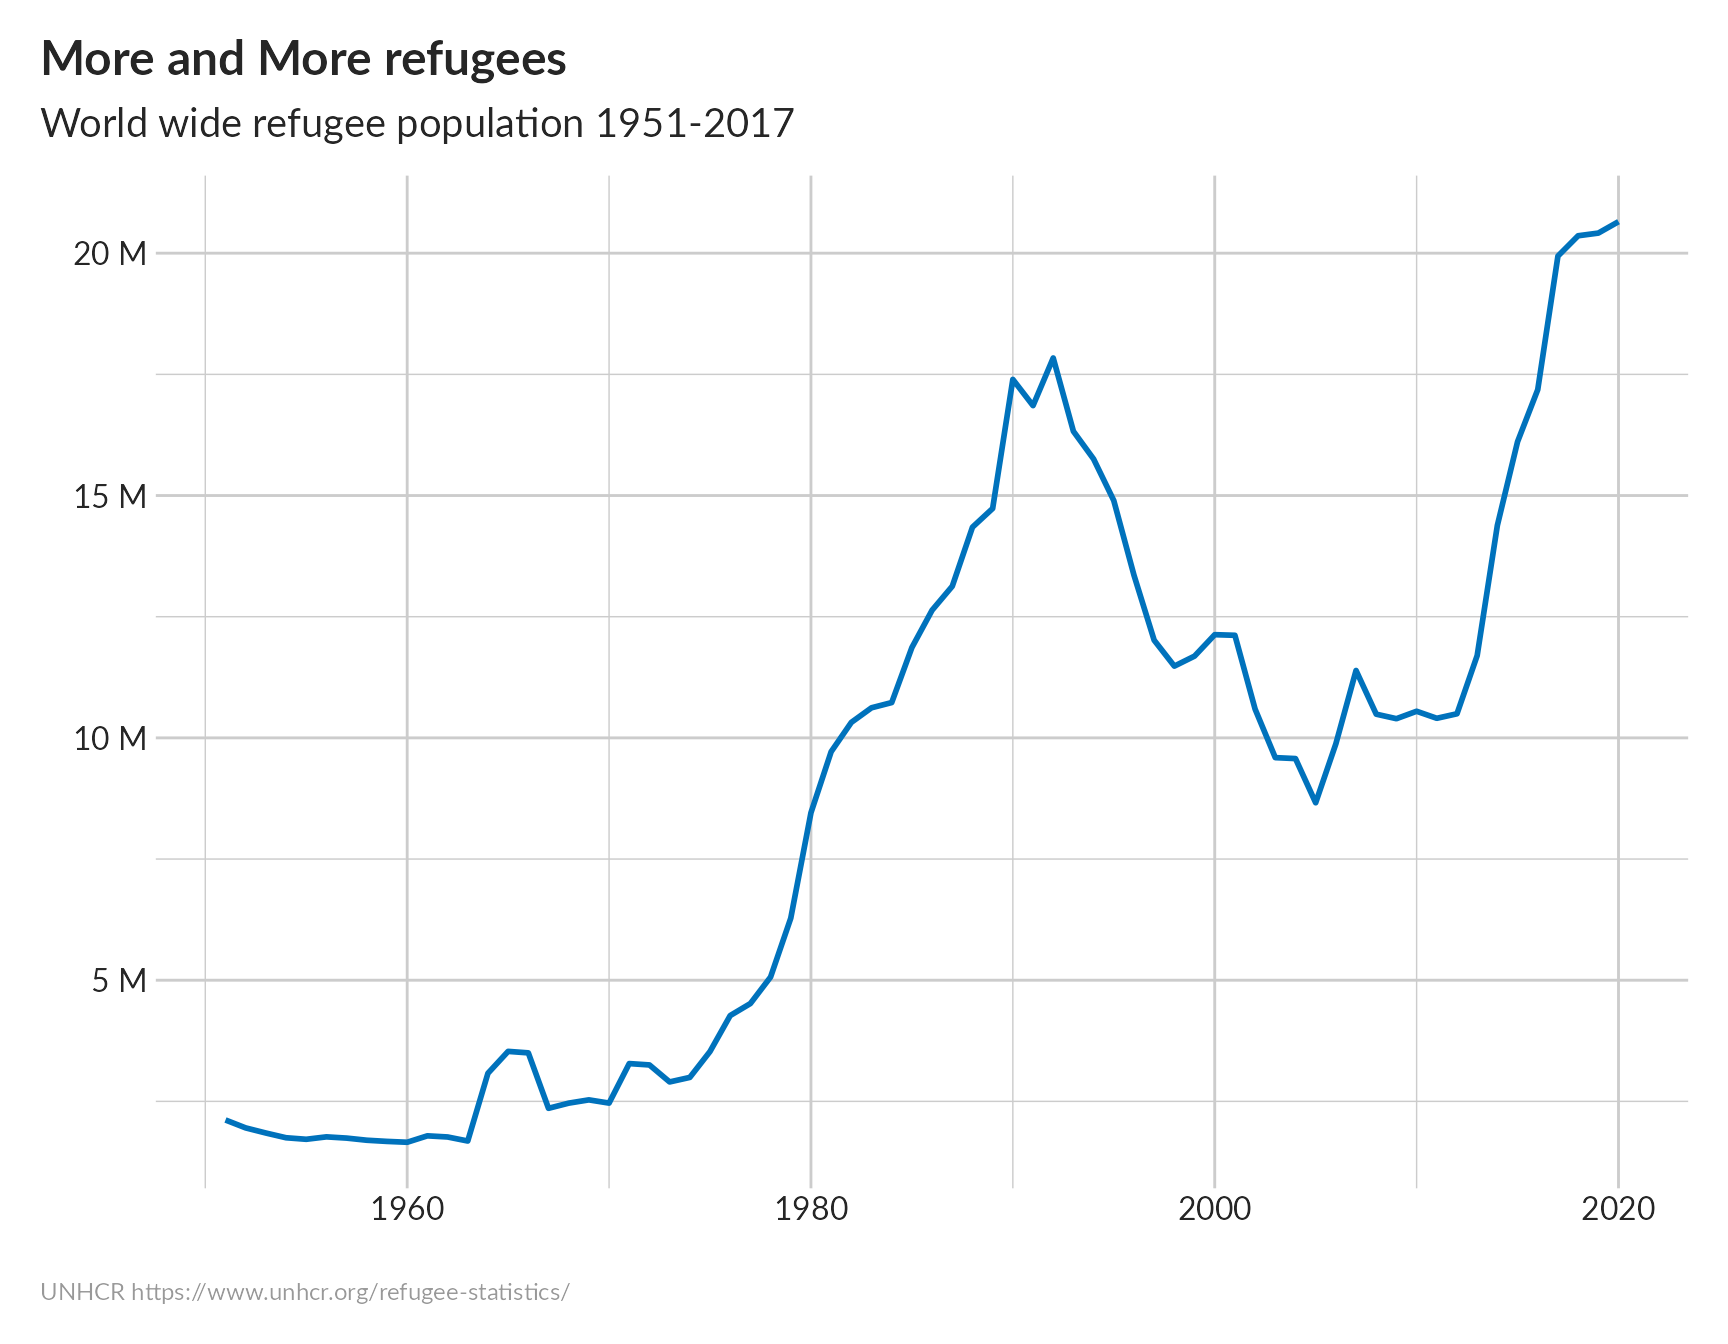 More and More refugees
World wide refugee population 1951-2017
20 M
15 M
10 M
5 M
1960 1980 2000 2020
UNHCR https://www.unhcr.org/refugee-statistics/